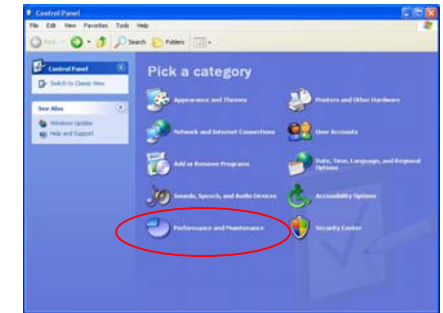 Control Panel
File Edit View Favorites Tools Help
Back Search Folders
Control Panel
Switch to Classic View
See Also
Windows Update
Help and Support
Pick a category
Appearance and Themes
Printers and Other Hardware
Network and Internet Connections
User Accounts
Add or Remove Programs
Date, Time, Language, and Regional
Options
Sounds, Speech, and Audio Devices
Accessibility Options
Performance and Maintenance
Security Center